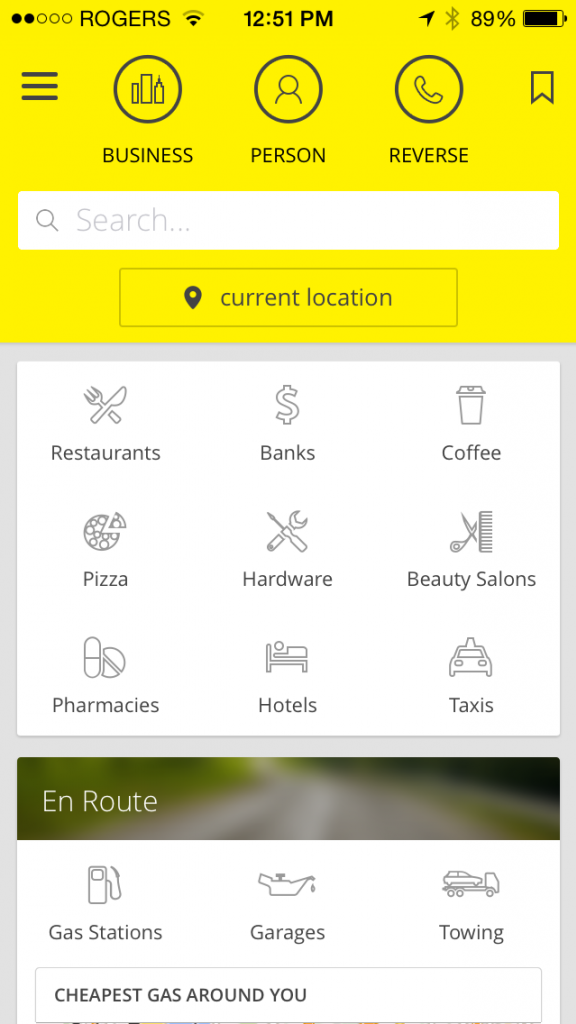 ROGERS 12:51 PM 89%
BUSINESS PERSON REVERSE
Search...
current location
Restaurants Banks Coffee
Pizza Hardware Beauty Salons
Pharmacies Hotels Taxis
En Route
Gas Stations Garages Towing
CHEAPEST GAS AROUND YOU